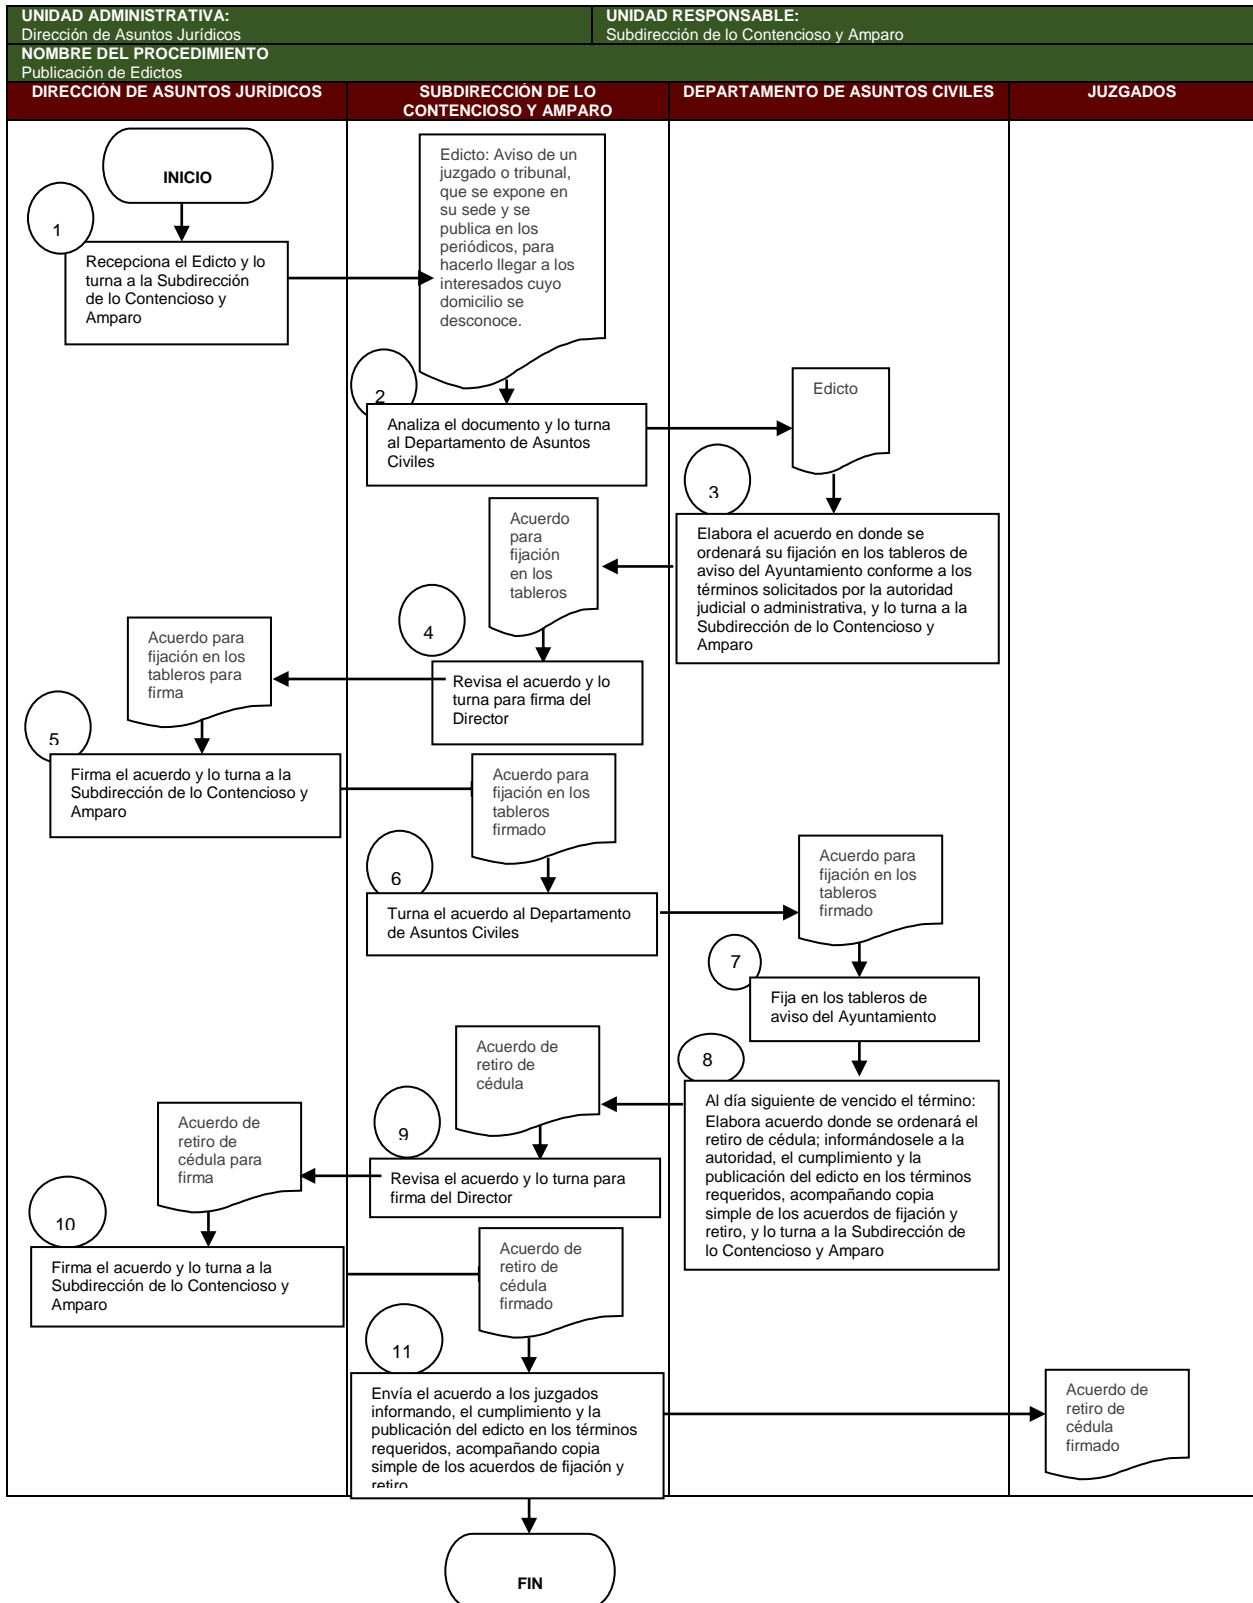 UNIDAD ADMINISTRATIVA:
Dirección de Asuntos Jurídicos
UNIDAD RESPONSABLE:
Subdirección de lo Contencioso y Amparo
NOMBRE DEL PROCEDIMIENTO
Publicación de Edictos
DIRECCIÓN DE ASUNTOS JURÍDICOS
SUBDIRECCIÓN DE LO
CONTENCIOSO Y AMPARO
DEPARTAMENTO DE ASUNTOS CIVILES
JUZGADOS
INICIO
1
Recepciona el Edicto y lo
turna a la Subdirección
de lo Contencioso y
Amparo
Edicto: Aviso de un
juzgado o tribunal,
que se expone en
su sede y se
publica en los
periódicos, para
hacerlo llegar a los
interesados cuyo
domicilio se
desconoce.
2
Analiza el documento y lo turna
al Departamento de Asuntos
Civiles
Edicto
3
Elabora el acuerdo en donde se
ordenará su fijación en los tableros de
aviso del Ayuntamiento conforme a los
términos solicitados por la autoridad
judicial o administrativa, y lo turna a la
Subdirección de lo Contencioso y
Amparo
Acuerdo
para
fijación
en los
tableros
4
Revisa el acuerdo y lo
turna para firma del
Director
Acuerdo para
fijación en los
tableros para
firma
5
Firma el acuerdo y lo turna a la
Subdirección de lo Contencioso y
Amparo
Acuerdo para
fijación en los
tableros
firmado
6
Turna el acuerdo al Departamento
de Asuntos Civiles
Acuerdo para
fijación en los
tableros
firmado
7
Fija en los tableros de
aviso del Ayuntamiento
8
Al día siguiente de vencido el término:
Elabora acuerdo donde se ordenará el
retiro de cédula; informándosele a la
autoridad, el cumplimiento y la
publicación del edicto en los términos
requeridos, acompañando copia
simple de los acuerdos de fijación y
retiro, y lo turna a la Subdirección de
lo Contencioso y Amparo
Acuerdo de
retiro de
cédula
9
Revisa el acuerdo y lo turna para
firma del Director
Acuerdo de
retiro de
cédula para
firma
10
Firma el acuerdo y lo turna a la
Subdirección de lo Contencioso y
Amparo
Acuerdo de
retiro de
cédula
firmado
11
Envía el acuerdo a los juzgados
informando, el cumplimiento y la
publicación del edicto en los términos
requeridos, acompañando copia
simple de los acuerdos de fijación y
retiro
Acuerdo de
retiro de
cédula
firmado
FIN